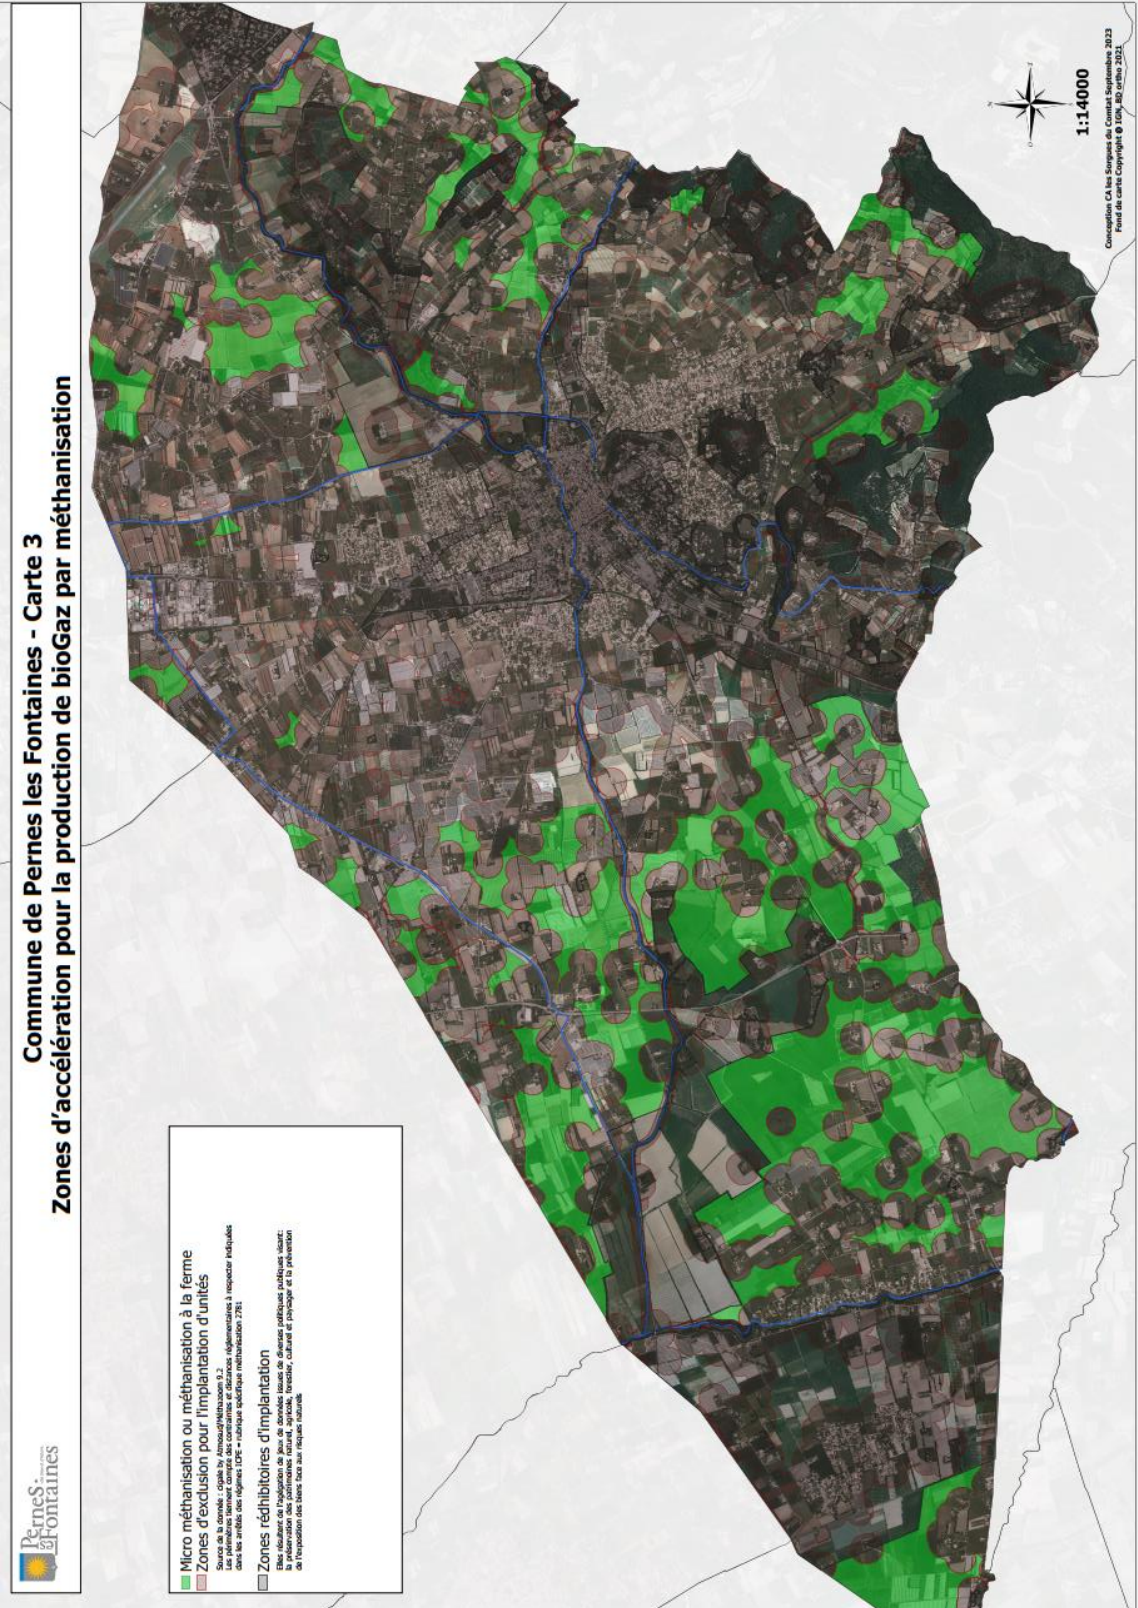 PerneS-
LES Fontaines
Commune de Pernes les Fontaines - Carte 3
Zones d'accélération pour la production de bioGaz par méthanisation
Micro méthanisation ou méthanisation à la ferme
Zones d'exclusion pour l'implantation d'unités
Source de la donnée : cigale by Atmosud/Méthazoom 9.2
Les périmètres tiennent compte des contraintes et distances réglementaires à respecter indiquées
dans les arrêtés des régimes ICPE = rubrique spécifique méthanisation 2781
Zones rédhibitoires d'implantation
Elles résultent de l'agrégation de jeux de données issues de diverses politiques publiques visant:
la préservation des patrimoines naturel, agricole, forestier, culturel et paysager et la prévention
de l'exposition des biens face aux risques naturels
1:14000
Conception CA les Sorgues du Comtat Septembre 2023
Fond de carte Copyright @ IGN, BD ortho 2021